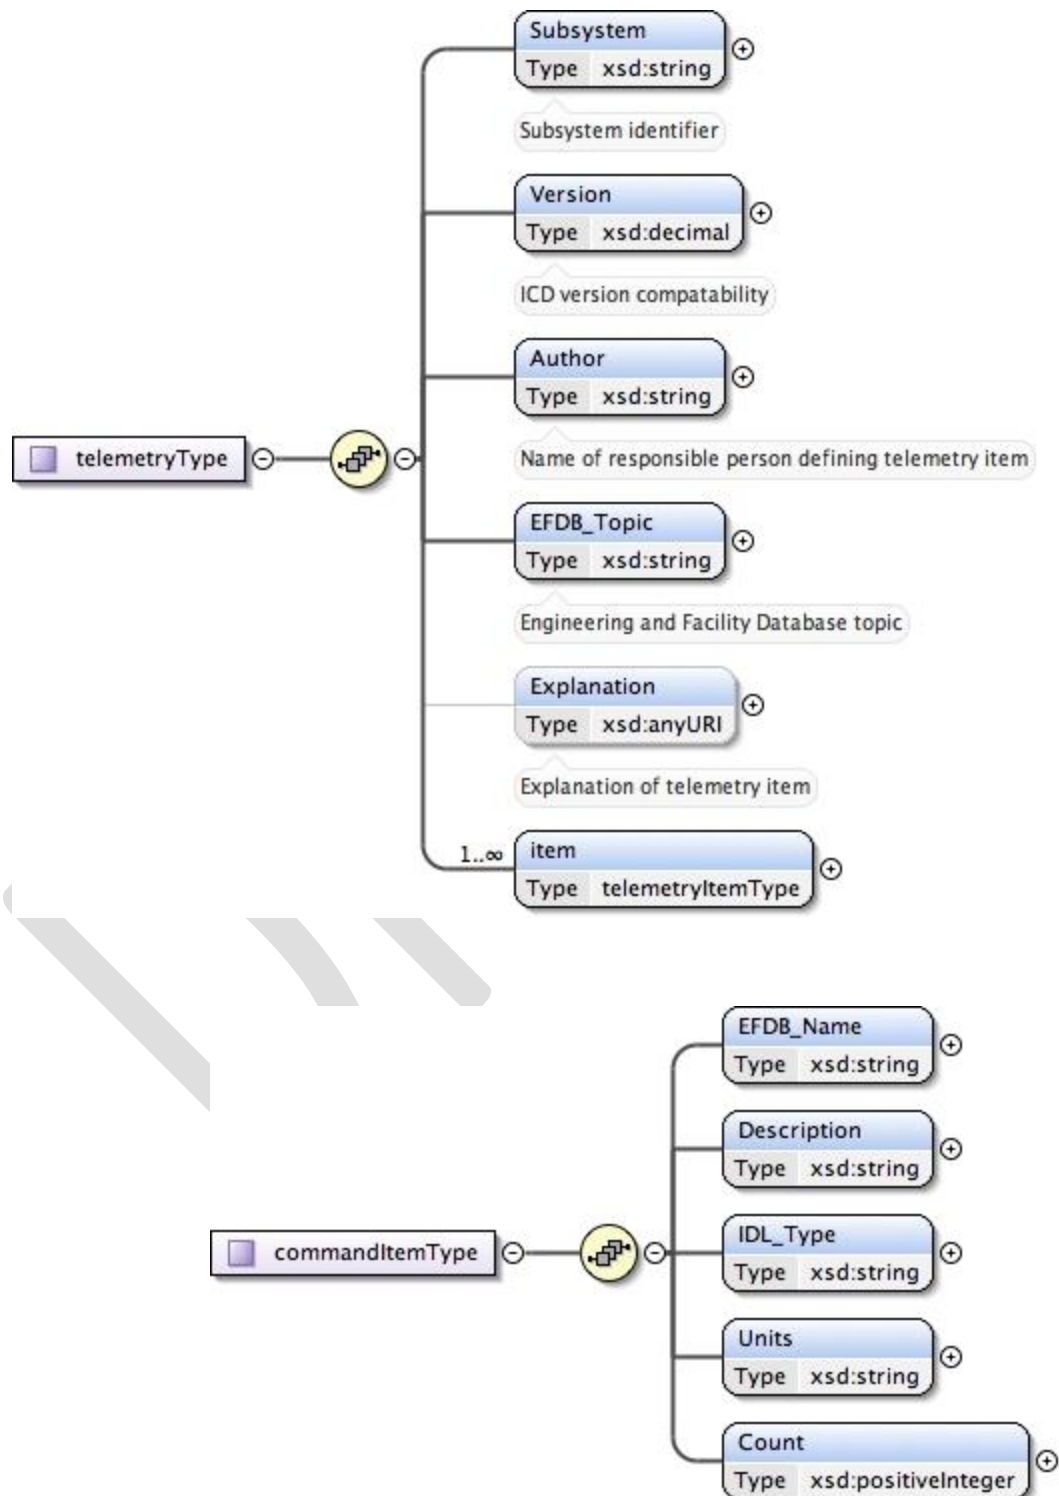 Subsystem
Type xsd:string
Subsystem identifier
Version
Type xsd:decimal
ICD version compatability
Author
Type xsd:string
telemetryType
Name of responsible person defining telemetry item
EFDB_Topic
Type xsd:string
Engineering and Facility Database topic
Explanation
Type xsd:anyURI
Explanation of telemetry item
1..∞
item
Type telemetryItemType
EFDB_Name
Type xsd:string
Description
Type xsd:string
IDL_Type
commandItemType
Type xsd:string
Units
Type xsd:string
Count
Type xsd:positiveInteger